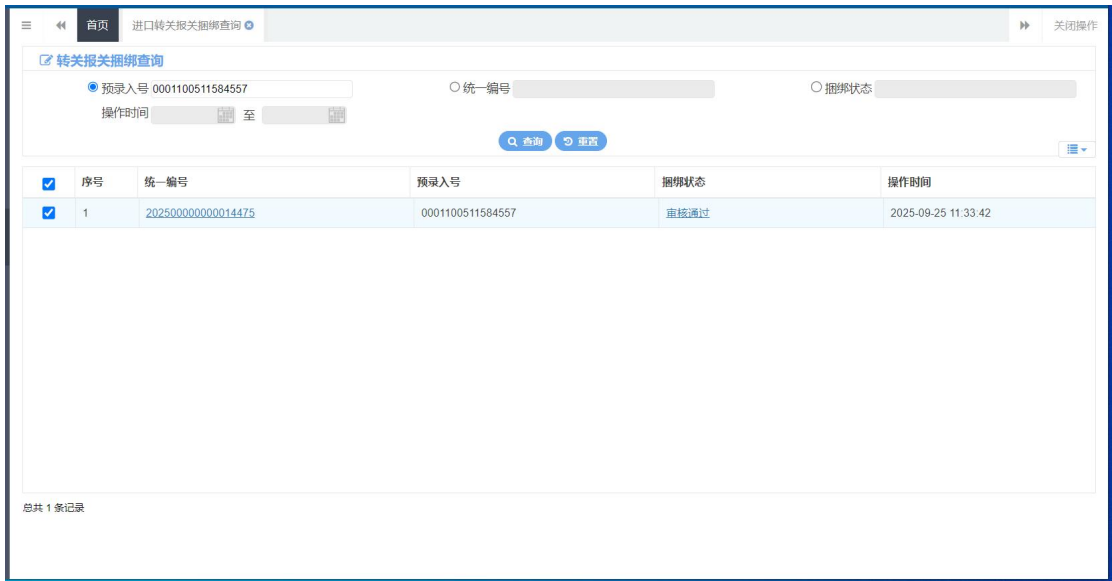 首页 进口转关报关捆绑查询 关闭操作
转关报关捆绑查询
预录入号 0001100511584557 统一编号 捆绑状态
操作时间 至
查询 重置
序号 统一编号 预录入号 捆绑状态 操作时间
1 202500000000014475 0001100511584557 审核通过 2025-09-25 11:33:42
总共 1 条记录